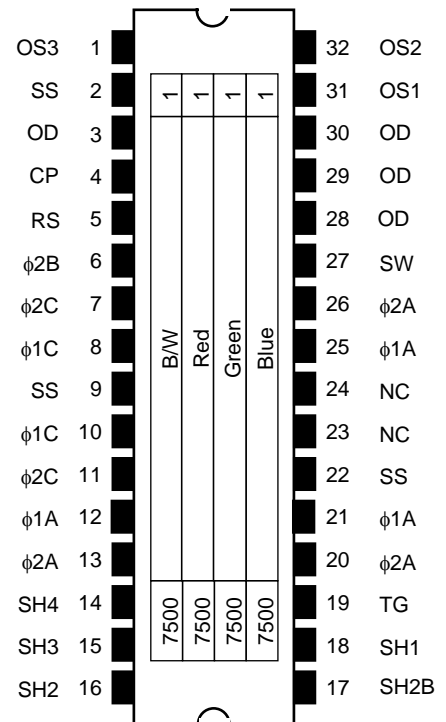 OS3 1 32 OS2
SS 2 1 1 1 1 31 OS1
OD 3 30 OD
CP 4 29 OD
RS 5 28 OD
ϕ2B 6 27 SW
ϕ2C 7 26 ϕ2A
ϕ1C 8 B/W Red Green Blue 25 ϕ1A
SS 9 24 NC
ϕ1C 10 23 NC
ϕ2C 11 22 SS
ϕ1A 12 21 ϕ1A
ϕ2A 13 20 ϕ2A
SH4 14 7500 7500 7500 7500 19 TG
SH3 15 18 SH1
SH2 16 17 SH2B